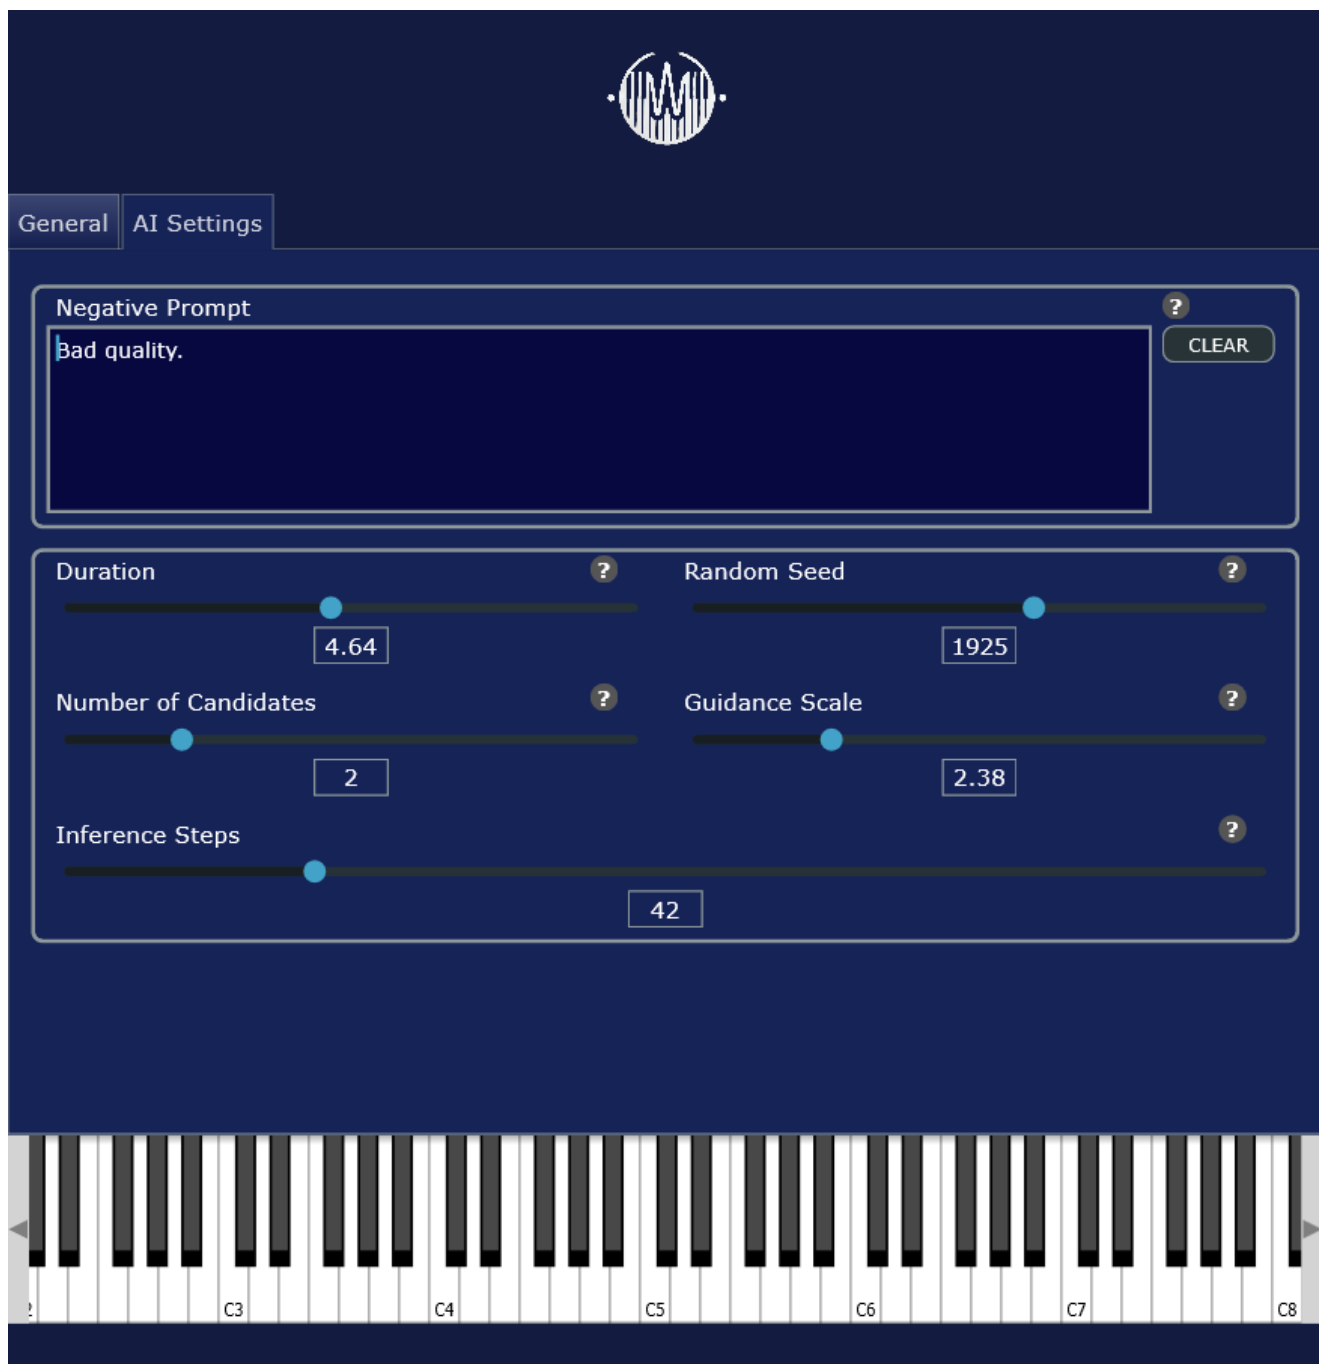 General AI Settings
Negative Prompt ?
Bad quality.
CLEAR
Duration ? Random Seed ?
4.64 1925
Number of Candidates ? Guidance Scale ?
2 2.38
Inference Steps ?
42
C3 C4 C5 C6 C7 C8